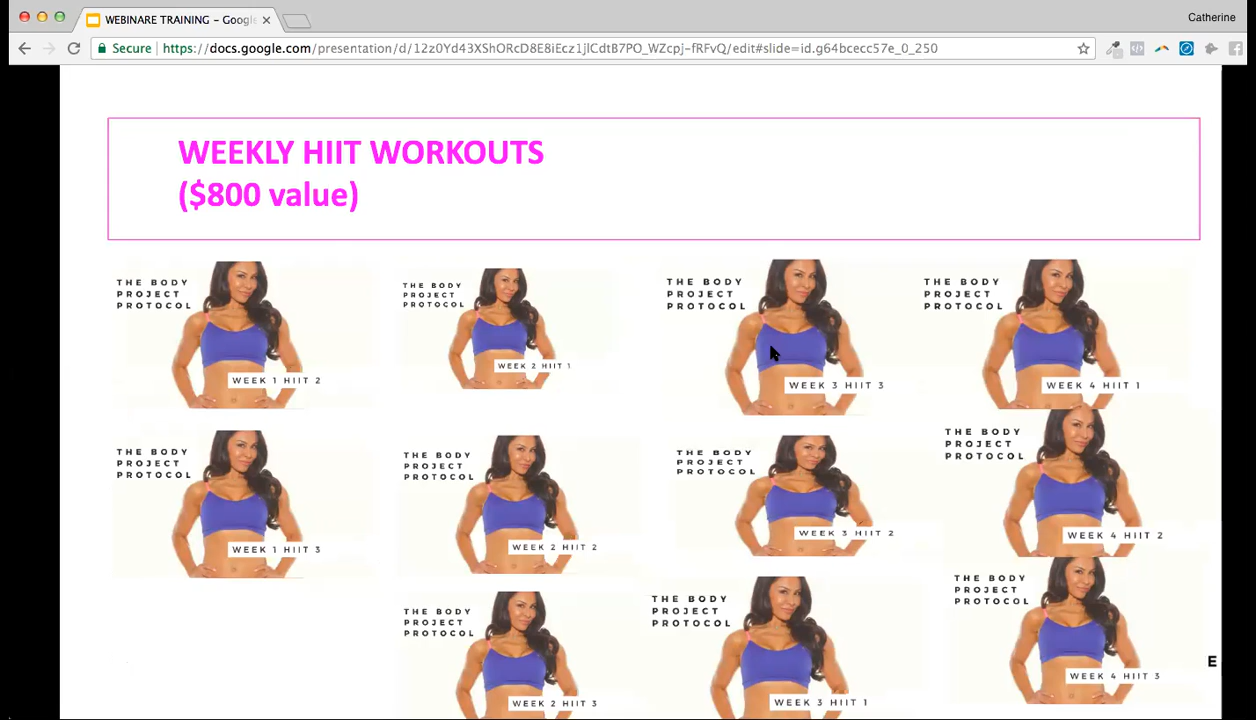 WEBINARE TRAINING – Google
Catherine
Secure
https://docs.google.com/presentation/d/12z0Yd43XShORcD8E8iEcz1jlCdtB7PO_WZcpj-fRFvQ/edit#slide=id.g64bcecc57e_0_250
WEEKLY HIIT WORKOUTS
($800 value)
THE BODY
PROJECT
PROTOCOL
WEEK 1 HIIT 2
THE BODY
PROJECT
PROTOCOL
WEEK 2 HIIT 1
THE BODY
PROJECT
PROTOCOL
WEEK 3 HIIT 3
THE BODY
PROJECT
PROTOCOL
WEEK 4 HIIT 1
THE BODY
PROJECT
PROTOCOL
WEEK 1 HIIT 3
THE BODY
PROJECT
PROTOCOL
WEEK 2 HIIT 2
THE BODY
PROJECT
PROTOCOL
WEEK 3 HIIT 2
THE BODY
PROJECT
PROTOCOL
WEEK 4 HIIT 2
THE BODY
PROJECT
PROTOCOL
WEEK 2 HIIT 3
THE BODY
PROJECT
PROTOCOL
WEEK 3 HIIT 1
THE BODY
PROJECT
PROTOCOL
WEEK 4 HIIT 3
E